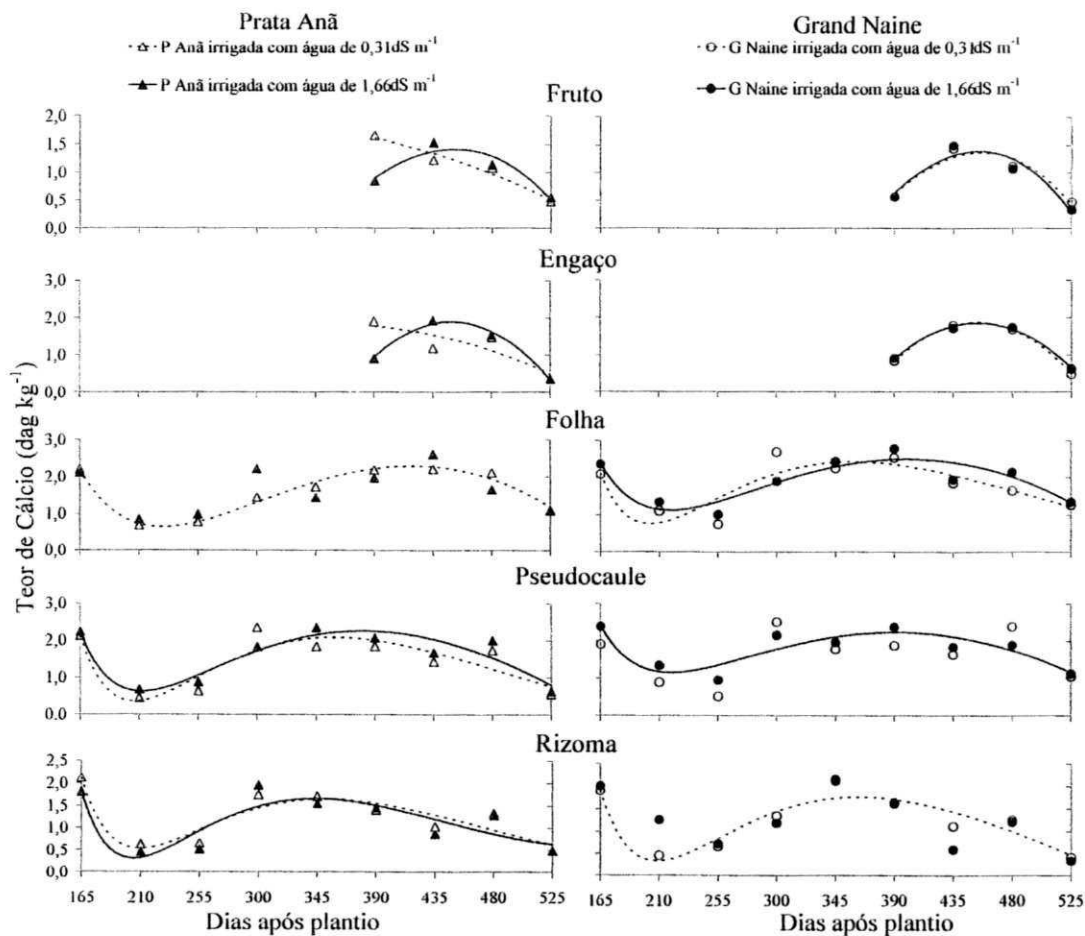 Prata Anã
Grand Naine
P Anã irrigada com água de 0,31dS m⁻¹
P Anã irrigada com água de 1,66dS m⁻¹
G Naine irrigada com água de 0,31dS m⁻¹
G Naine irrigada com água de 1,66dS m⁻¹
Fruto
2,0
1,5
1,0
0,5
0,0
Engaço
3,0
2,0
1,0
0,0
Folha
3,0
2,0
1,0
0,0
Pseudocaule
3,0
2,0
1,0
0.0
Rizoma
2,5
2,0
1,5
1,0
0,5
0,0
Teor de Cálcio (dag kg⁻¹)
165 210 255 300 345 390 435 480 525
165 210 255 300 345 390 435 480 525
Dias após plantio
Dias após plantio